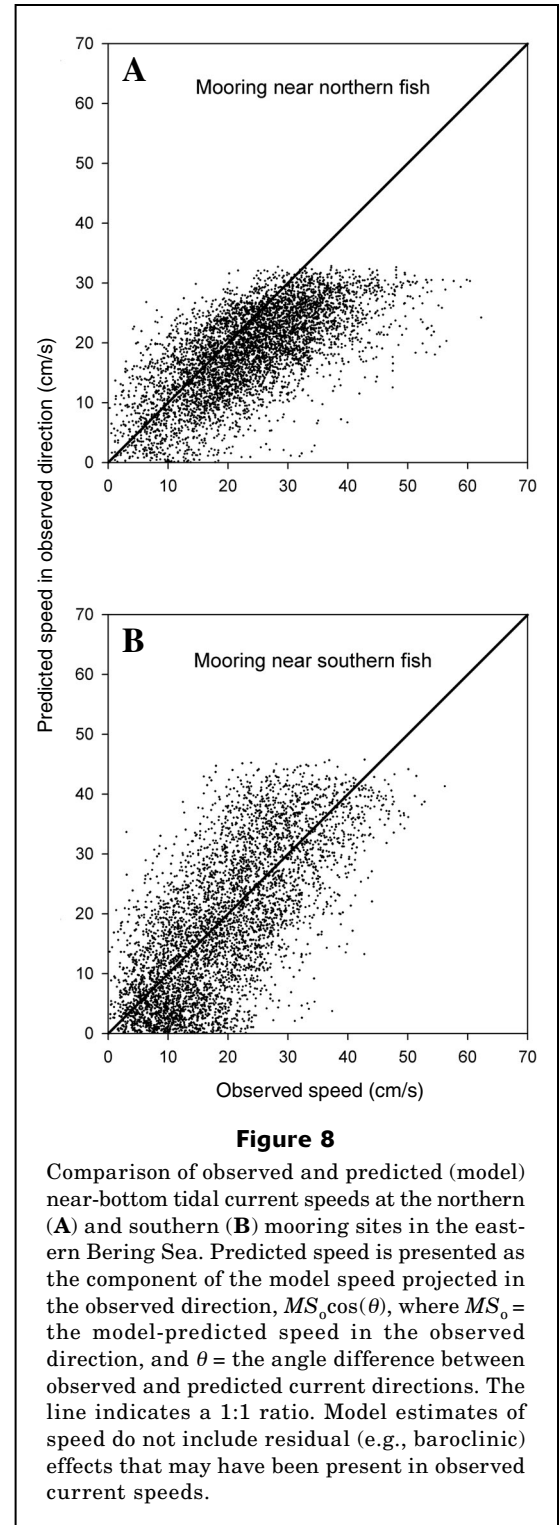 Predicted speed in observed direction (cm/s)
A
Mooring near northern fish
70
60
50
40
30
20
10
0
0 10 20 30 40 50 60 70
B
Mooring near southern fish
70
60
50
40
30
20
10
0
0 10 20 30 40 50 60 70
Observed speed (cm/s)
Figure 8
Comparison of observed and predicted (model)
near-bottom tidal current speeds at the northern
(A) and southern (B) mooring sites in the east-
ern Bering Sea. Predicted speed is presented as
the component of the model speed projected in
the observed direction, MSₒcos(θ), where MSₒ =
the model-predicted speed in the observed
direction, and θ = the angle difference between
observed and predicted current directions. The
line indicates a 1:1 ratio. Model estimates of
speed do not include residual (e.g., baroclinic)
effects that may have been present in observed
current speeds.